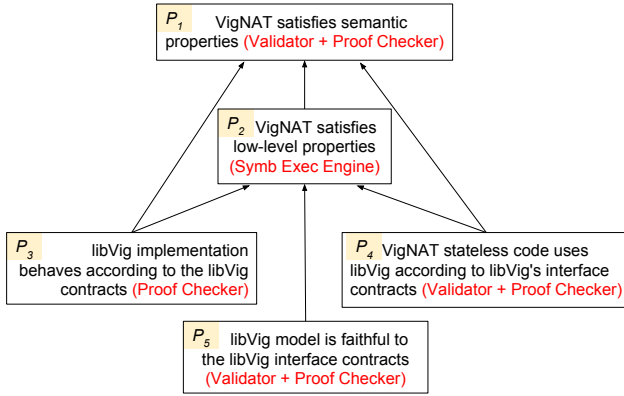 P1 VigNAT satisfies semantic
properties (Validator + Proof Checker)
P2 VigNAT satisfies
low-level properties
(Symb Exec Engine)
P3 libVig implementation
behaves according to the libVig
contracts (Proof Checker)
P4 VigNAT stateless code uses
libVig according to libVig's interface
contracts (Validator + Proof Checker)
P5 libVig model is faithful to
the libVig interface contracts
(Validator + Proof Checker)